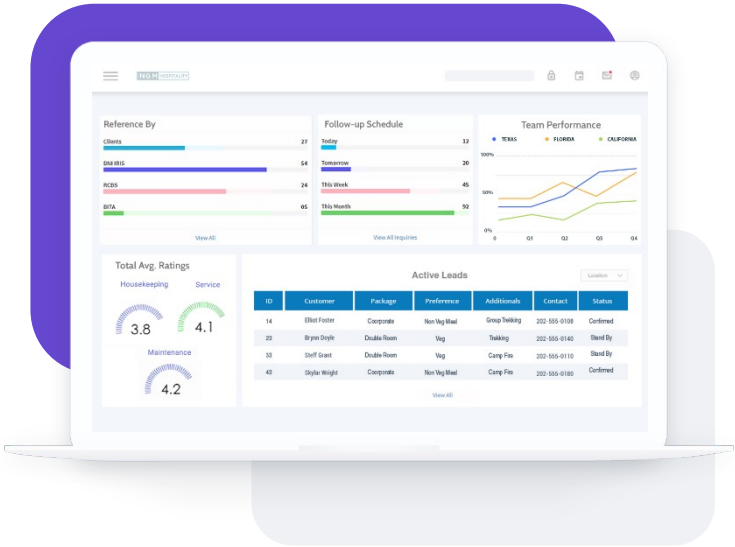 NGH HOSPITALITY
Reference By
Clients 27
DNI IRIS 54
RCBS 24
BITA 05
View All
Follow-up Schedule
Today 12
Tomorrow 20
This Week 45
This Month 92
View All Inquiries
Team Performance
TEXAS FLORIDA CALIFORNIA
100%
50%
0%
0 Q1 Q2 Q3 Q4
Total Avg. Ratings
Housekeeping Service
3.8 4.1
Maintenance
4.2
Active Leads
Location
ID Customer Package Preference Additionals Contact Status
14 Elliot Foster Coorporate Non Veg Meal Group Trekking 202-555-0108 Confirmed
23 Brynn Doyle Double Room Veg Trekking 202-555-0140 Stand By
33 Steff Grant Double Room Veg Camp Fire 202-555-0110 Stand By
43 Skylar Wright Coorporate Non Veg Meal Camp Fire 202-555-0180 Confirmed
View All